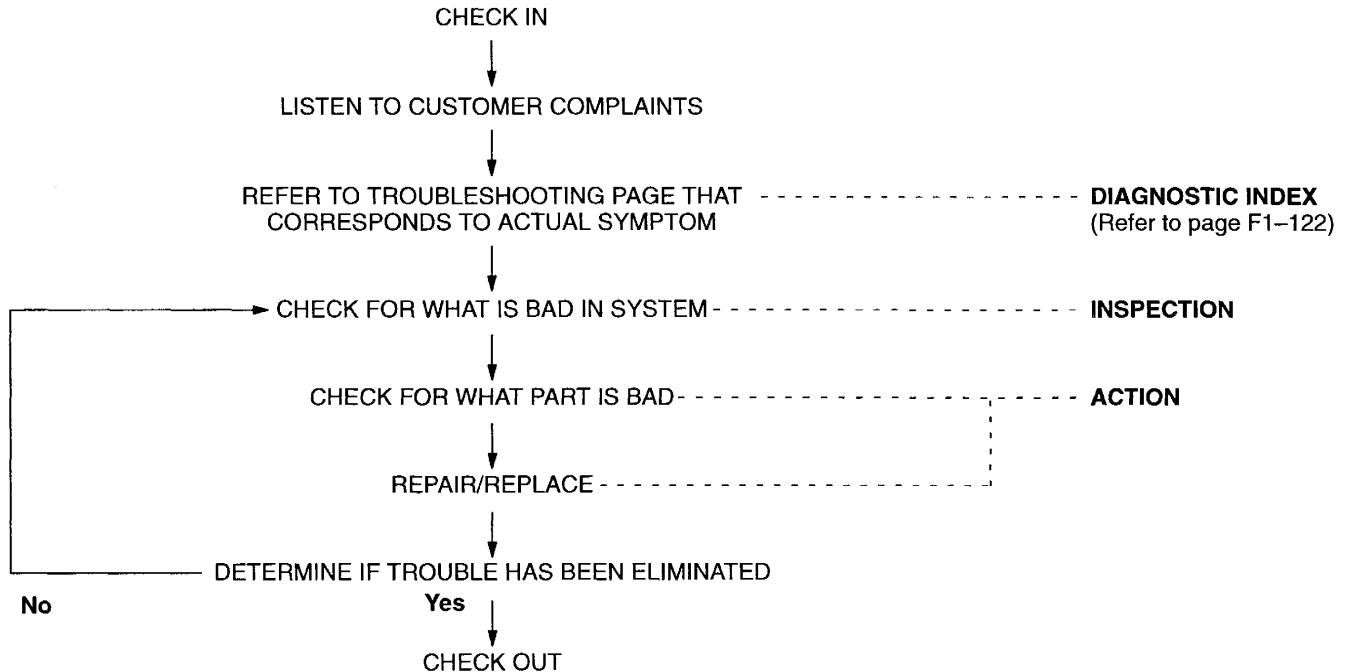 CHECK IN
LISTEN TO CUSTOMER COMPLAINTS
REFER TO TROUBLESHOOTING PAGE THAT
CORRESPONDS TO ACTUAL SYMPTOM
DIAGNOSTIC INDEX
(Refer to page F1–122)
CHECK FOR WHAT IS BAD IN SYSTEM
INSPECTION
CHECK FOR WHAT PART IS BAD
ACTION
REPAIR/REPLACE
DETERMINE IF TROUBLE HAS BEEN ELIMINATED
No
Yes
CHECK OUT